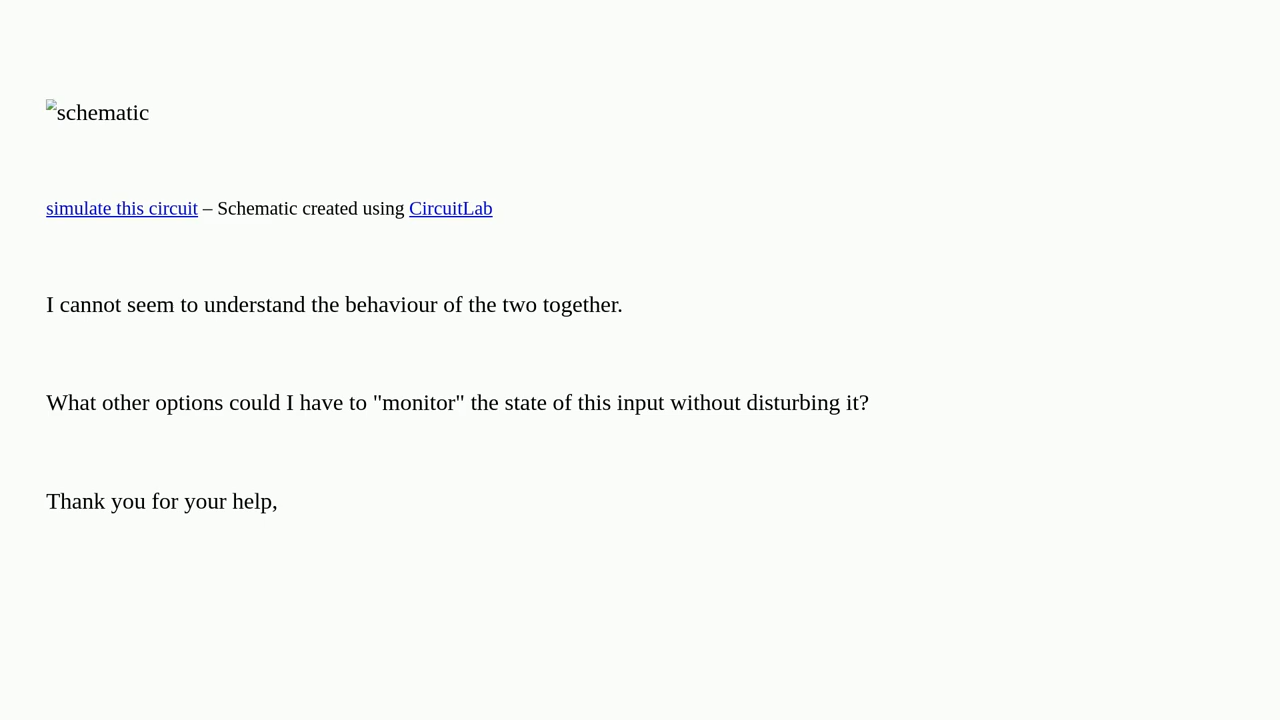 schematic
simulate this circuit – Schematic created using CircuitLab
I cannot seem to understand the behaviour of the two together.
What other options could I have to "monitor" the state of this input without disturbing it?
Thank you for your help,